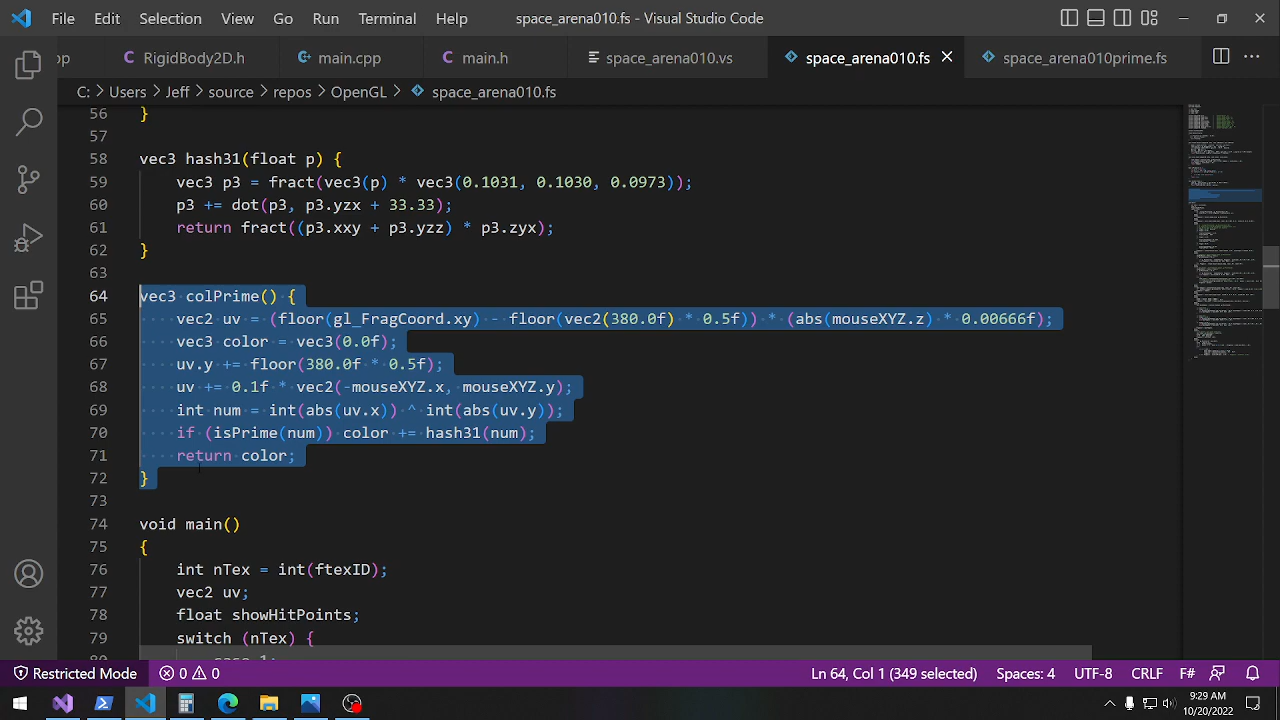 File Edit Selection View Go Run Terminal Help space_arena010.fs - Visual Studio Code
pp RigidBody2D.h main.cpp main.h space_arena010.vs space_arena010.fs space_arena010prime.fs
C: > Users > Jeff > source > repos > OpenGL > space_arena010.fs
56 }
57
58 vec3 hash31(float p) {
59 vec3 p3 = fract(vec3(p) * vec3(0.1031, 0.1030, 0.0973));
60 p3 += dot(p3, p3.yzx + 33.33);
61 return fract((p3.xxy + p3.yzz) * p3.zyx);
62 }
63
64 vec3 colPrime() {
65 vec2 uv = (floor(gl_FragCoord.xy) - floor(vec2(380.0f) * 0.5f)) * (abs(mouseXYZ.z) * 0.00666f);
66 vec3 color = vec3(0.0f);
67 uv.y += floor(380.0f * 0.5f);
68 uv += 0.1f * vec2(-mouseXYZ.x, mouseXYZ.y);
69 int num = int(abs(uv.x)) ^ int(abs(uv.y));
70 if (isPrime(num)) color += hash31(num);
71 return color;
72 }
73
74 void main()
75 {
76 int nTex = int(ftexID);
77 vec2 uv;
78 float showHitPoints;
79 switch (nTex) {
Restricted Mode 0 0 Ln 64, Col 1 (349 selected) Spaces: 4 UTF-8 CRLF F#
9:29 AM
10/20/2022